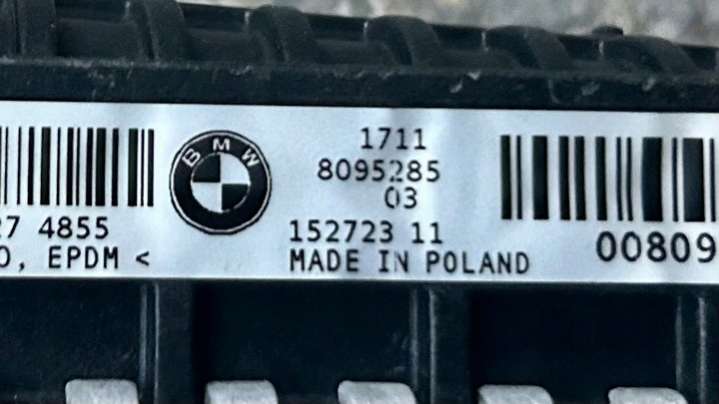 BMW
1711
8095285
03
152723 11
MADE IN POLAND
27 4855
O, EPDM <
00809